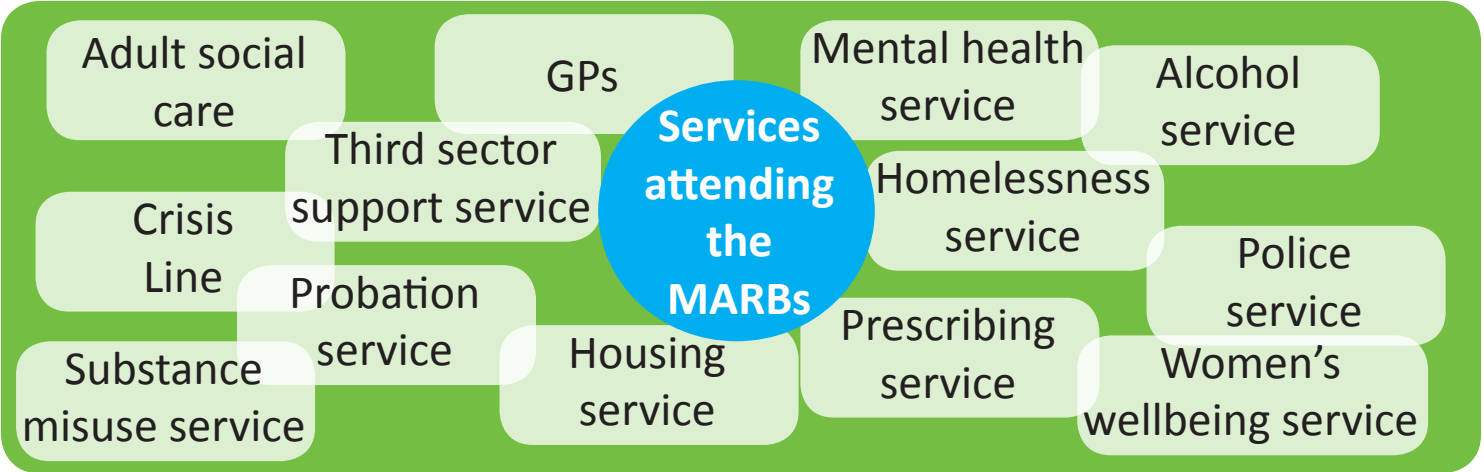 Adult social
care
GPs
Mental health
service
Alcohol
service
Third sector
support service
Services
attending
the
MARBs
Homelessness
service
Crisis
Line
Police
service
Probation
service
Housing
service
Prescribing
service
Substance
misuse service
Women’s
wellbeing service